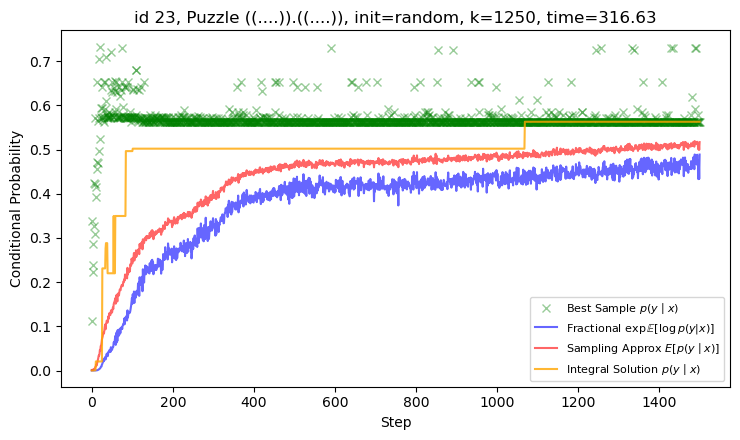 id 23, Puzzle ((....)).((....)), init=random, k=1250, time=316.63
Conditional Probability
0.7
0.6
0.5
0.4
0.3
0.2
0.1
0.0
Best Sample p(y | x)
Fractional exp𝔼[log p(y|x)]
Sampling Approx E[p(y | x)]
Integral Solution p(y | x)
0 200 400 600 800 1000 1200 1400
Step